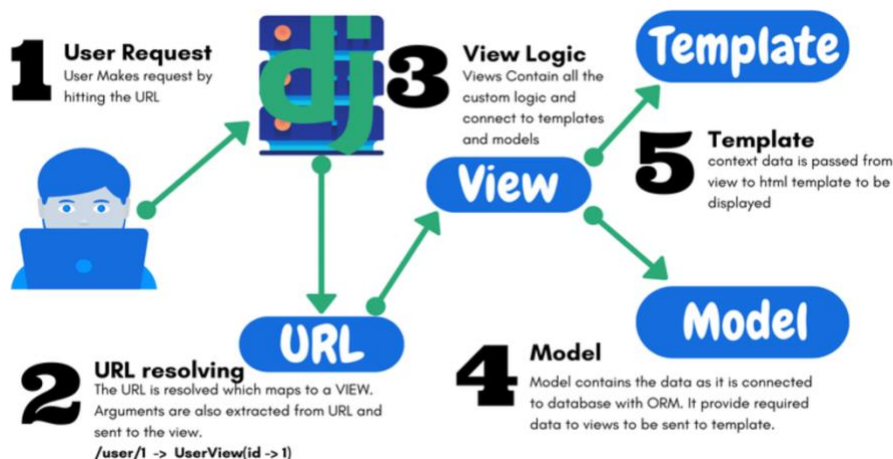 1
User Request
User Makes request by
hitting the URL
dj
3
View Logic
Views Contain all the
custom logic and
connect to templates
and models
Template
5
Template
context data is passed from
view to html template to be
displayed
View
URL
2
URL resolving
The URL is resolved which maps to a VIEW.
Arguments are also extracted from URL and
sent to the view.
/user/1 -> UserView(id -> 1)
Model
4
Model
Model contains the data as it is connected
to database with ORM. It provide required
data to views to be sent to template.